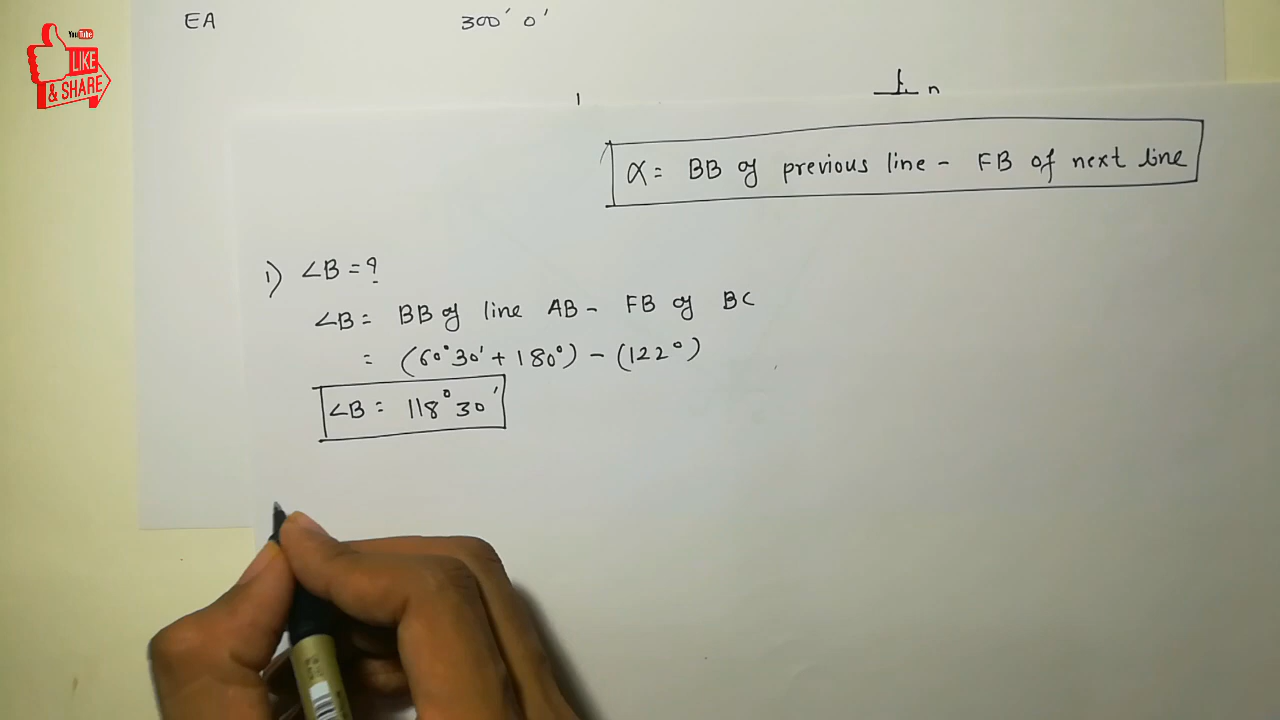 EA 300′ 0′
YouTube
LIKE
& SHARE
n
α = BB of previous line - FB of next line
1) ∠B = ?
∠B = BB of line AB - FB of BC
= (60°30′ + 180°) - (122°)
∠B = 118°30′